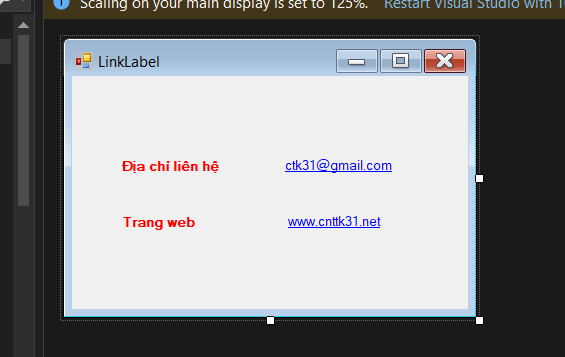 Scaling on your main display is set to 125%. Restart Visual Studio with
LinkLabel
Địa chỉ liên hệ ctk31@gmail.com
Trang web www.cnttk31.net